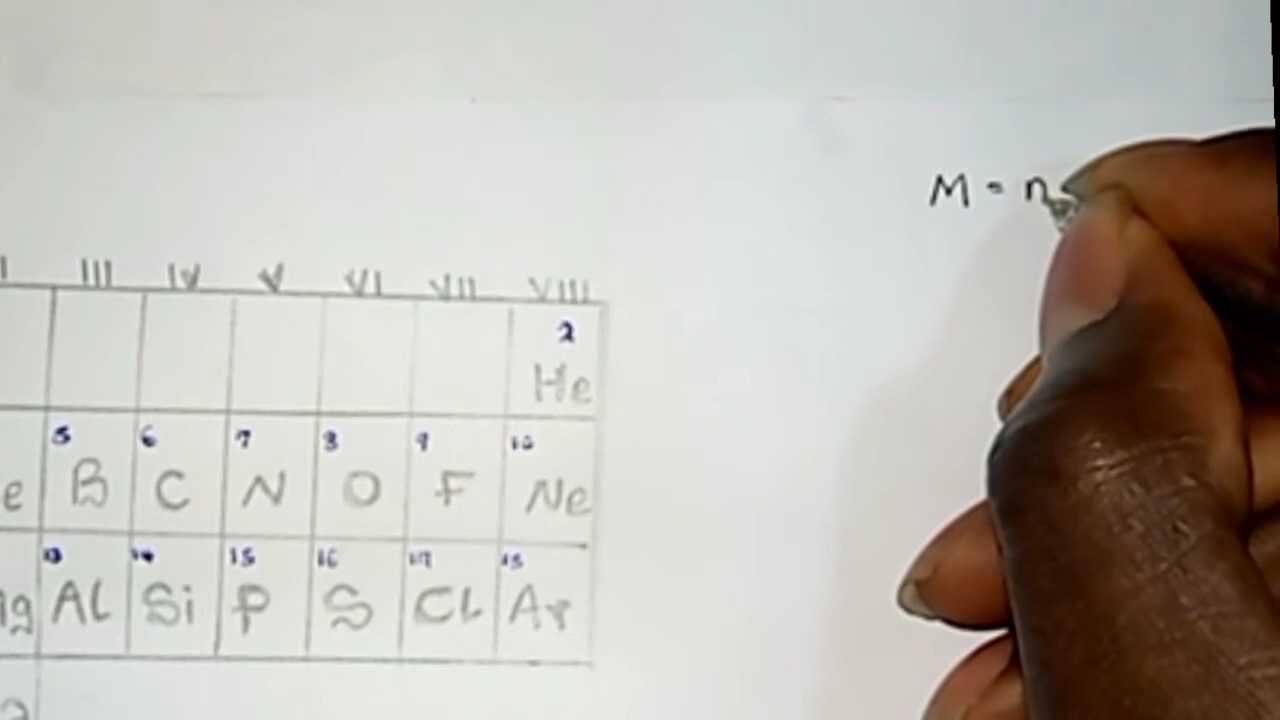 M = n
III IV V VI VII VIII
2
He
5 6 7 8 9 10
e B C N O F Ne
13 14 15 16 17 18
g AL Si P S CL Ar